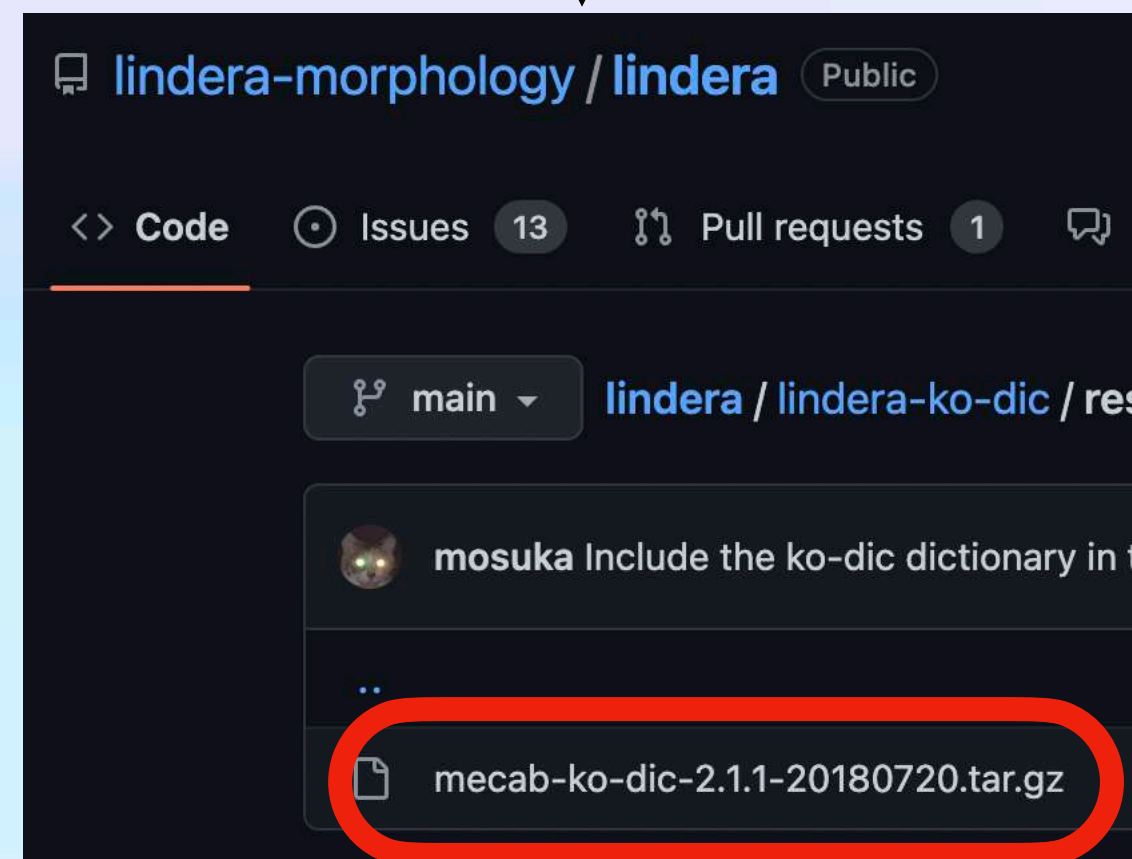 lindera-morphology / lindera Public
<> Code Issues 13 Pull requests 1
main lindera / lindera-ko-dic /
mosuka Include the ko-dic dictionary in
..
mecab-ko-dic-2.1.1-20180720.tar.gz